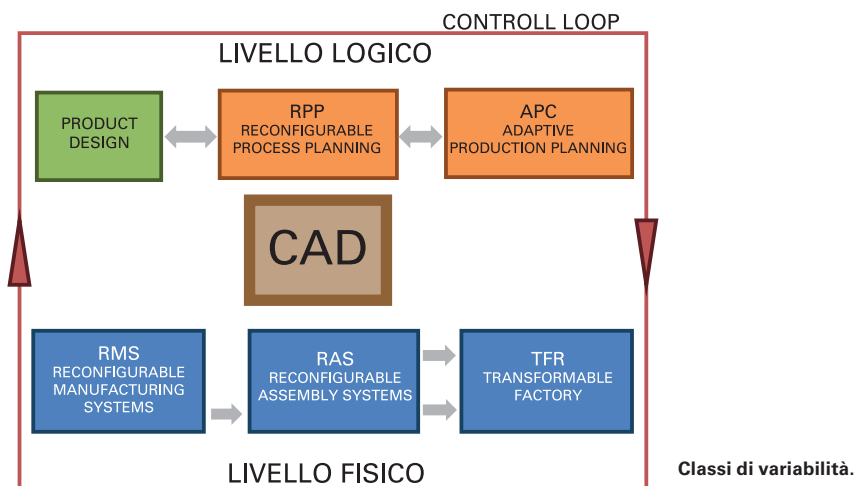 CONTROLL LOOP
LIVELLO LOGICO
PRODUCT
DESIGN
RPP
RECONFIGURABLE
PROCESS PLANNING
APC
ADAPTIVE
PRODUCTION PLANNING
CAD
RMS
RECONFIGURABLE
MANUFACTURING
SYSTEMS
RAS
RECONFIGURABLE
ASSEMBLY SYSTEMS
TFR
TRANSFORMABLE
FACTORY
LIVELLO FISICO
Classi di variabilità.